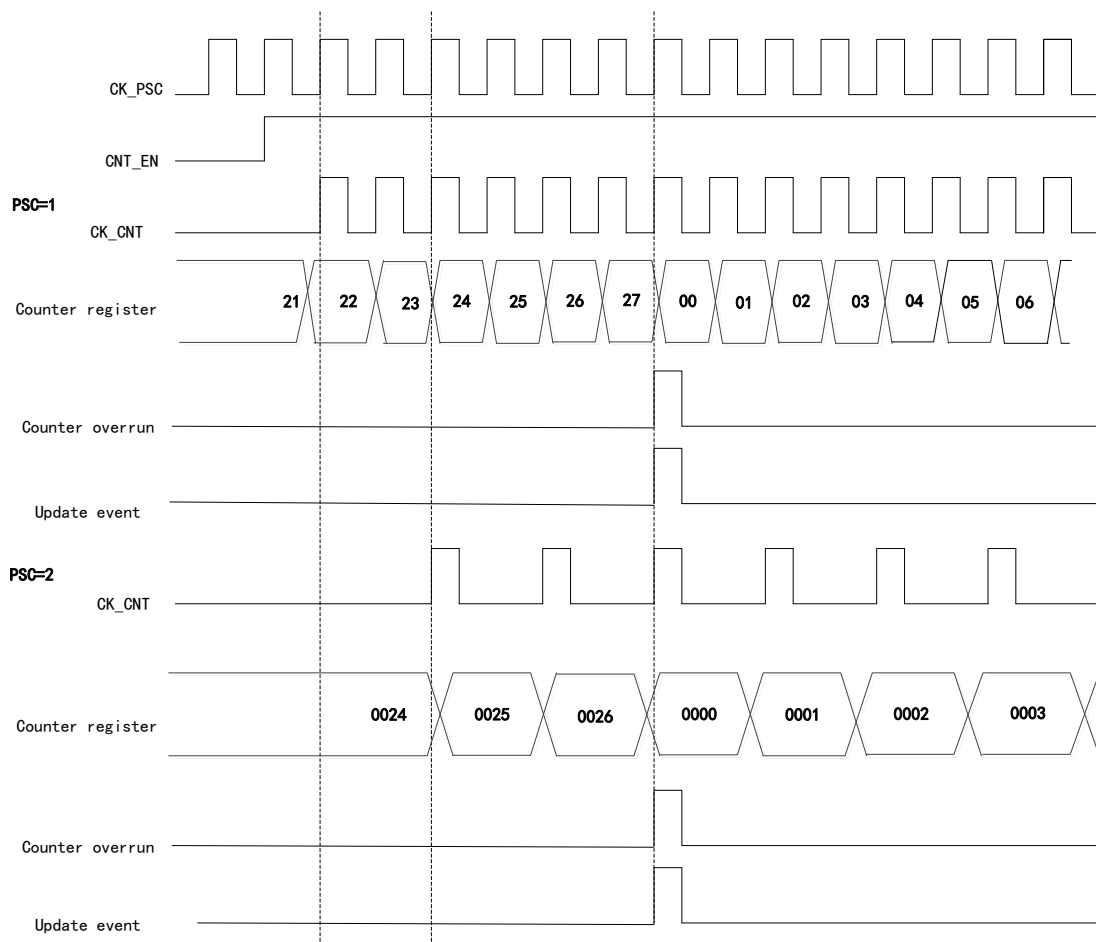 CK_PSC
CNT_EN
PSC=1
CK_CNT
Counter register 21 22 23 24 25 26 27 00 01 02 03 04 05 06
Counter overrun
Update event
PSC=2
CK_CNT
Counter register 0024 0025 0026 0000 0001 0002 0003
Counter overrun
Update event